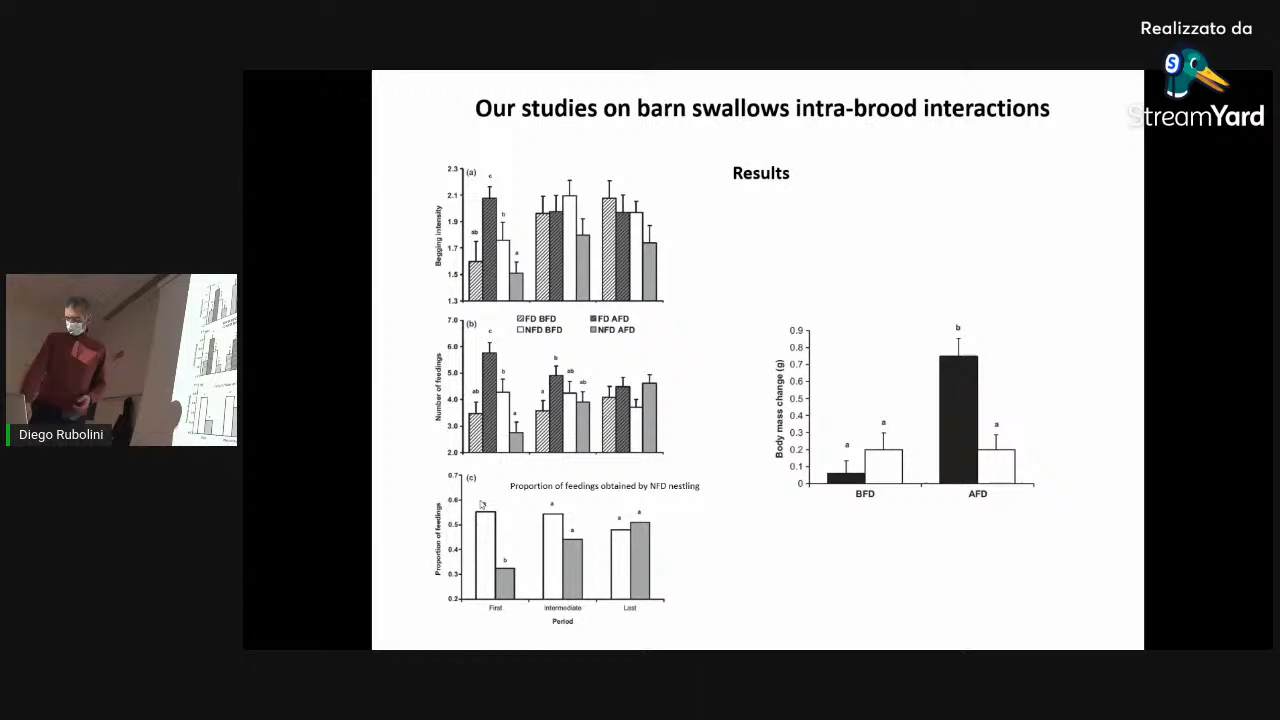 Realizzato da
S
StreamYard
Our studies on barn swallows intra-brood interactions
Results
(a)
2.3
2.1
1.9
1.7
1.5
1.3
Begging intensity
ab
c
b
a
FD BFD
FD AFD
NFD BFD
NFD AFD
(b)
7.0
6.0
5.0
4.0
3.0
2.0
Number of feedings
ab
c
b
a
a
b
ab
ab
(c)
Proportion of feedings obtained by NFD nestling
0.7
0.6
0.5
0.4
0.3
0.2
Proportion of feedings
b
a
a
a
a
First
Intermediate
Last
Period
0.9
0.8
0.7
0.6
0.5
0.4
0.3
0.2
0.1
0
Body mass change (g)
a
a
b
a
BFD
AFD
Diego Rubolini